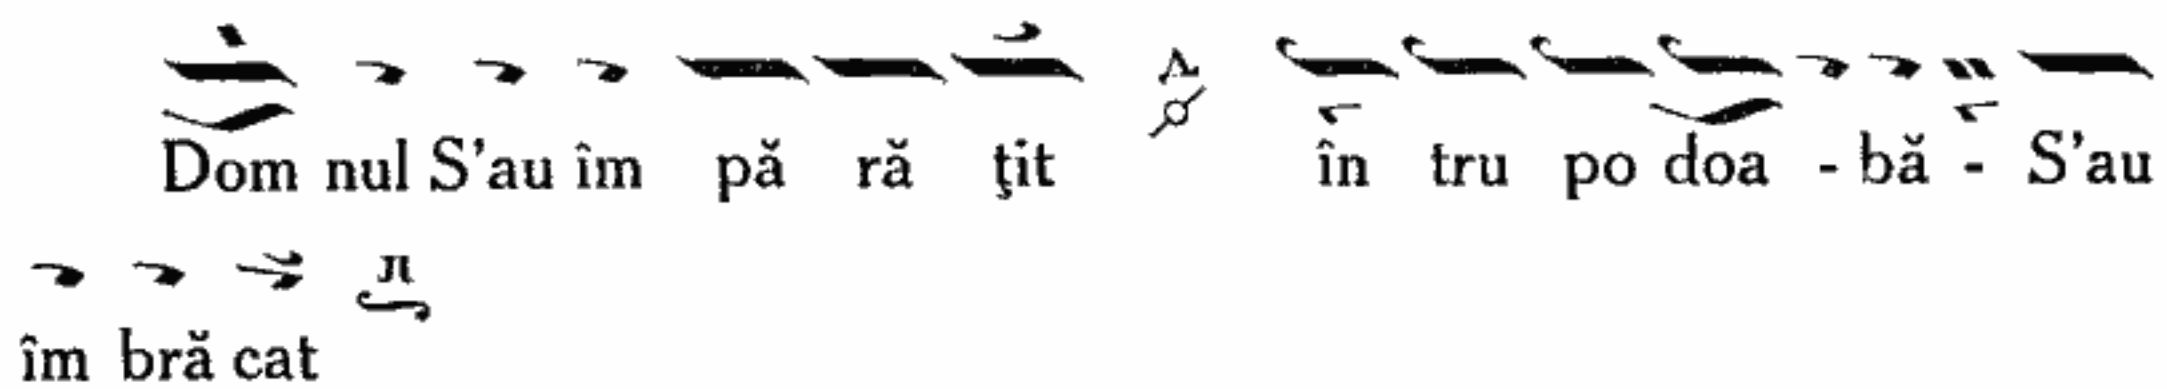 Dom nul S'au îm pă ră ţit în tru po doa - bă - S'au
îm bră cat